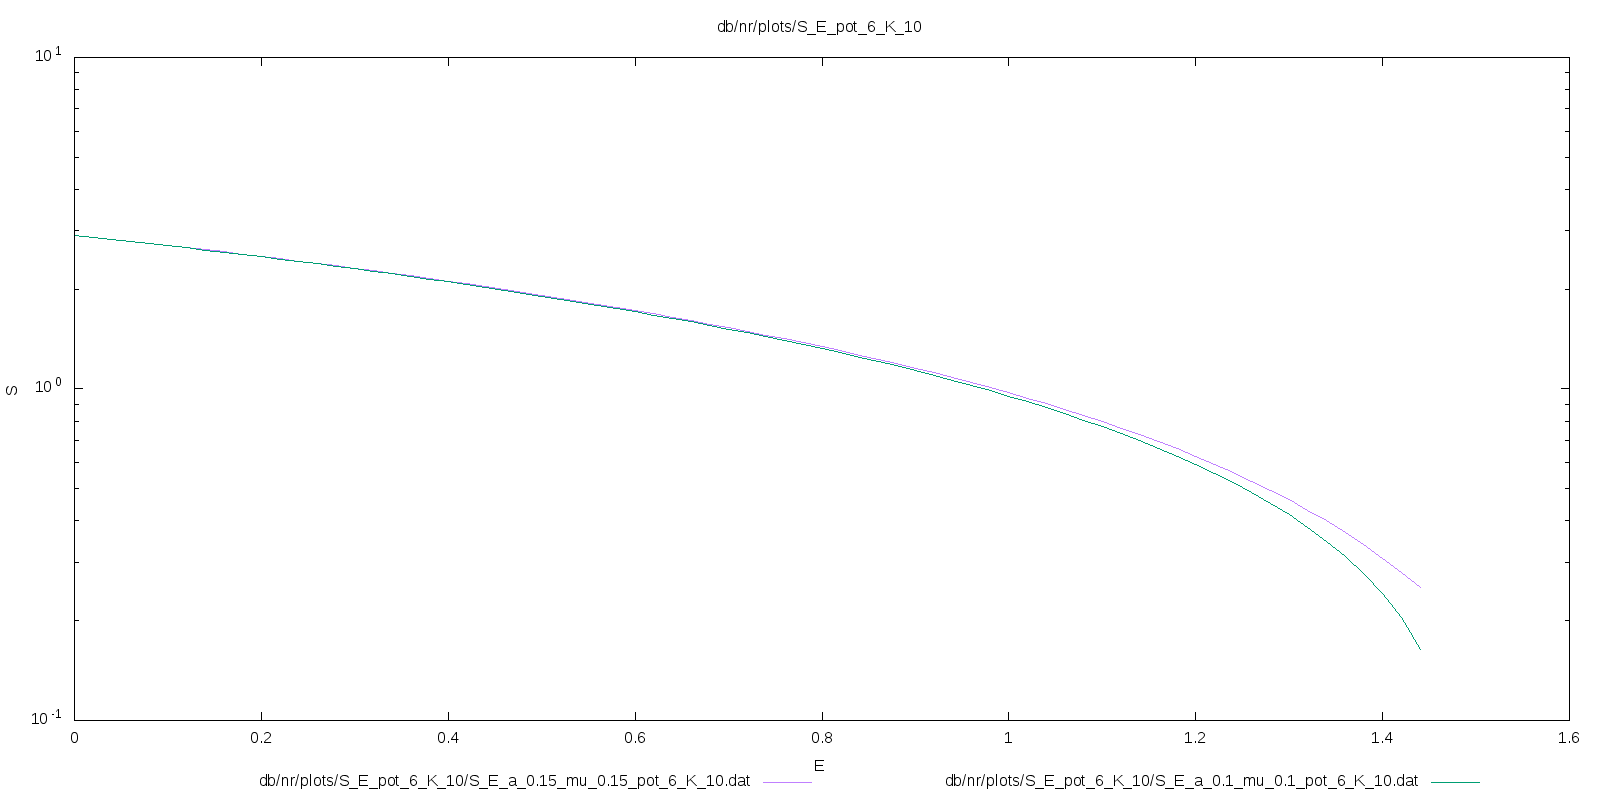 db/nr/plots/S_E_pot_6_K_10
10^1
10^0
10^-1
S
0 0.2 0.4 0.6 0.8 1 1.2 1.4 1.6
E
db/nr/plots/S_E_pot_6_K_10/S_E_a_0.15_mu_0.15_pot_6_K_10.dat db/nr/plots/S_E_pot_6_K_10/S_E_a_0.1_mu_0.1_pot_6_K_10.dat